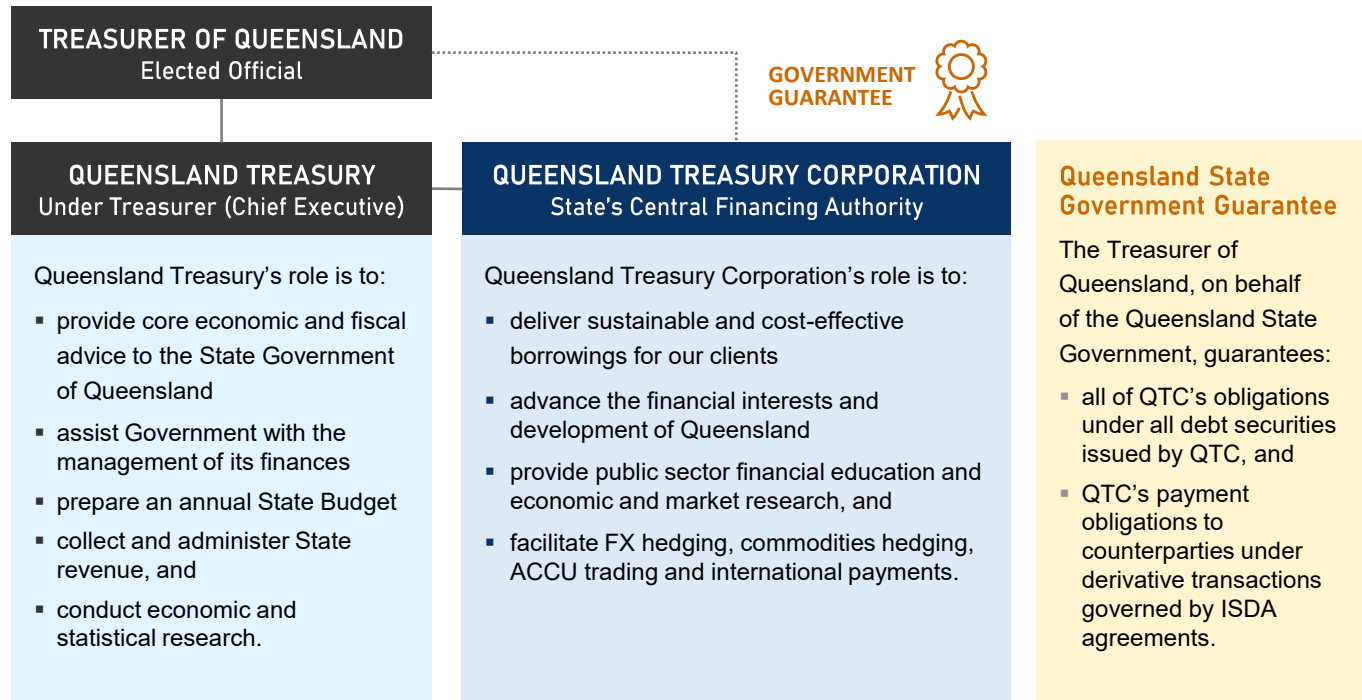 TREASURER OF QUEENSLAND
Elected Official
GOVERNMENT
GUARANTEE
QUEENSLAND TREASURY
Under Treasurer (Chief Executive)
Queensland Treasury’s role is to:
▪ provide core economic and fiscal
advice to the State Government
of Queensland
▪ assist Government with the
management of its finances
▪ prepare an annual State Budget
▪ collect and administer State
revenue, and
▪ conduct economic and
statistical research.
QUEENSLAND TREASURY CORPORATION
State’s Central Financing Authority
Queensland Treasury Corporation’s role is to:
▪ deliver sustainable and cost-effective
borrowings for our clients
▪ advance the financial interests and
development of Queensland
▪ provide public sector financial education and
economic and market research, and
▪ facilitate FX hedging, commodities hedging,
ACCU trading and international payments.
Queensland State
Government Guarantee
The Treasurer of
Queensland, on behalf
of the Queensland State
Government, guarantees:
▪ all of QTC’s obligations
under all debt securities
issued by QTC, and
▪ QTC’s payment
obligations to
counterparties under
derivative transactions
governed by ISDA
agreements.